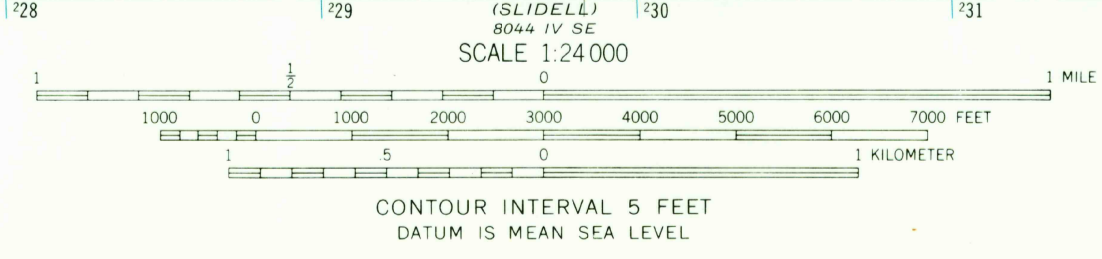 ²28 ²29 (SLIDELL) ²30 ²31
8044 IV SE
SCALE 1:24 000
1 ½ 0 1 MILE
1000 0 1000 2000 3000 4000 5000 6000 7000 FEET
1 .5 0 1 KILOMETER
CONTOUR INTERVAL 5 FEET
DATUM IS MEAN SEA LEVEL